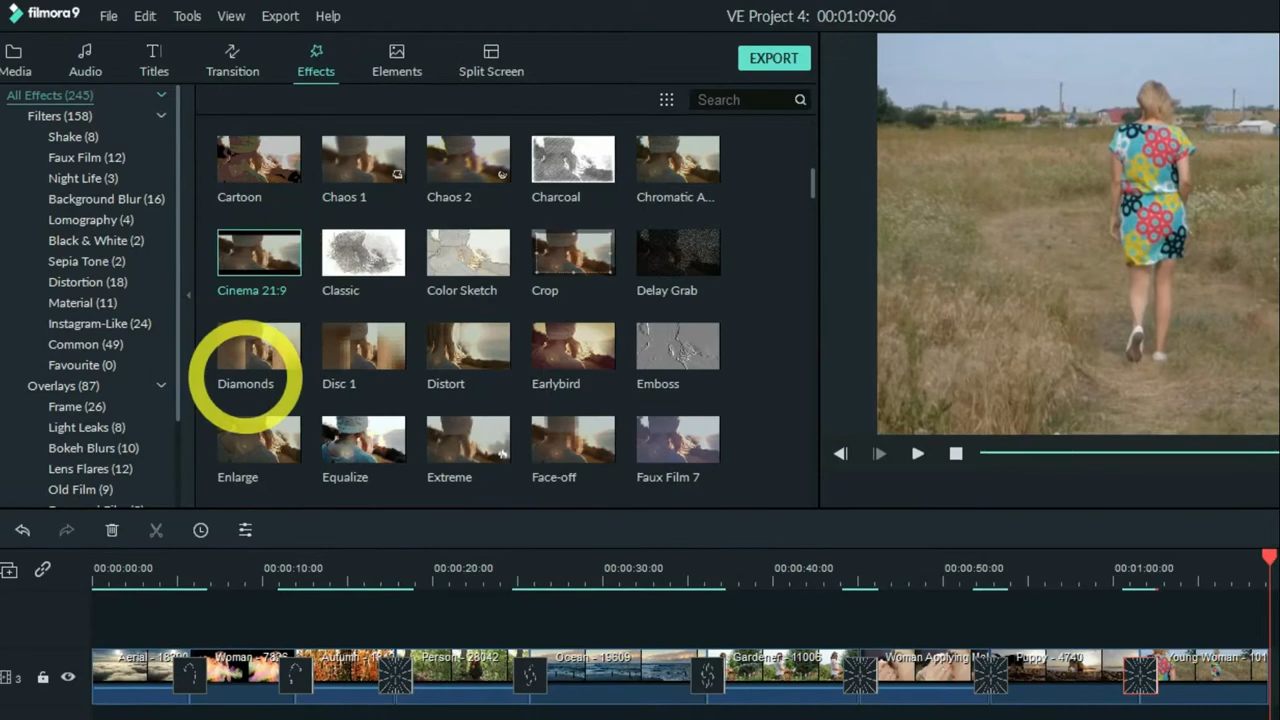 filmora9 File Edit Tools View Export Help VE Project 4: 00:01:09:06
Media Audio Titles Transition Effects Elements Split Screen EXPORT
All Effects (245)
Search
Filters (158)
Shake (8)
Faux Film (12)
Night Life (3)
Background Blur (16)
Lomography (4)
Black & White (2)
Sepia Tone (2)
Distortion (18)
Material (11)
Instagram-Like (24)
Common (49)
Favourite (0)
Overlays (87)
Frame (26)
Light Leaks (8)
Bokeh Blurs (10)
Lens Flares (12)
Old Film (9)
Cartoon Chaos 1 Chaos 2 Charcoal Chromatic A...
Cinema 21:9 Classic Color Sketch Crop Delay Grab
Diamonds Disc 1 Distort Earlybird Emboss
Enlarge Equalize Extreme Face-off Faux Film 7
00:00:00:00 00:00:10:00 00:00:20:00 00:00:30:00 00:00:40:00 00:00:50:00 00:01:00:00
3 Aerial Woman Autumn Person - 28042 Ocean - 19609 Gardener - 11006 Woman Applying Puppy - 4740 Young Woman - 101